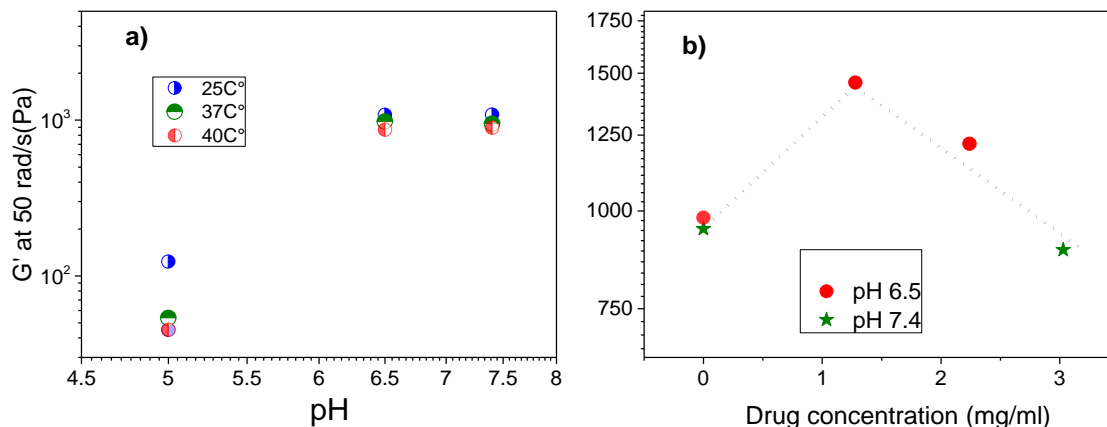 a)
25C°
37C°
40C°
10³
10²
G' at 50 rad/s(Pa)
4.5 5 5.5 6 6.5 7 7.5 8
pH
b)
1750
1500
1250
1000
750
pH 6.5
pH 7.4
0 1 2 3
Drug concentration (mg/ml)